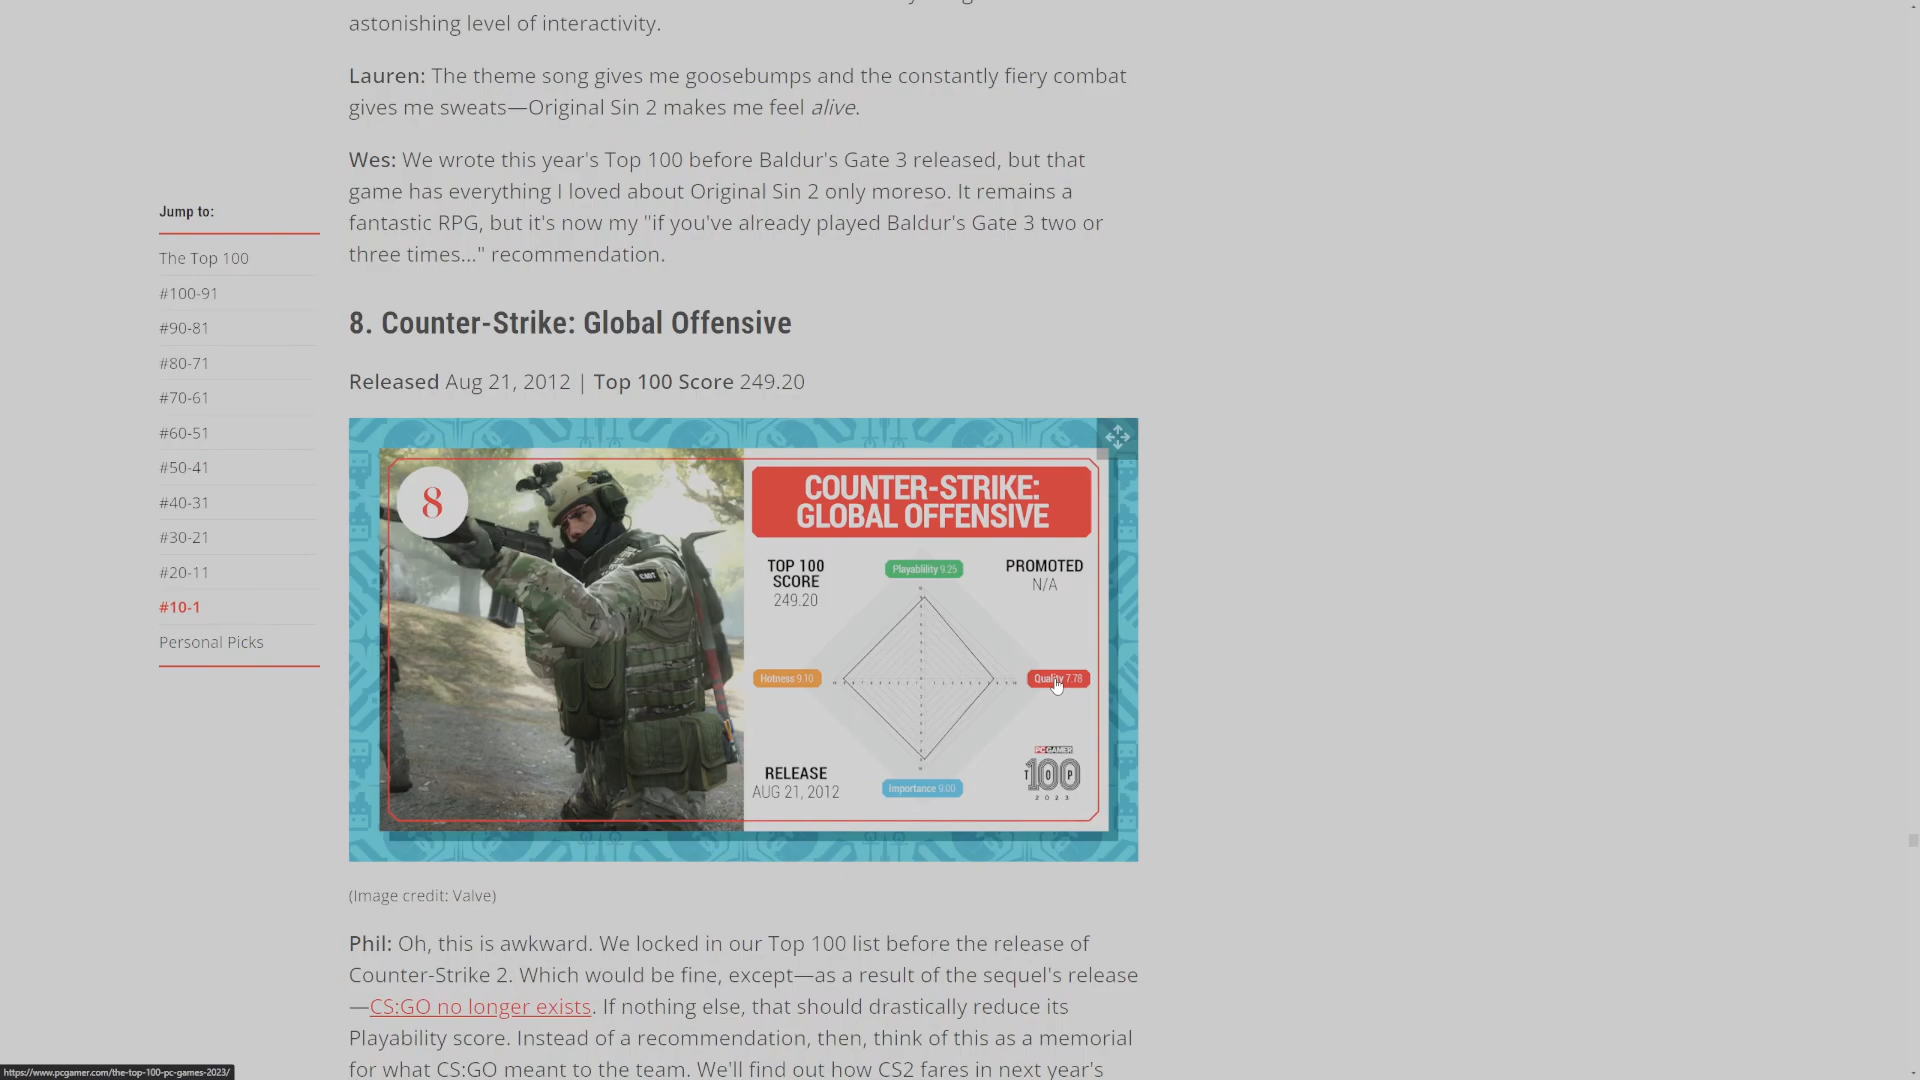 astonishing level of interactivity.
Lauren: The theme song gives me goosebumps and the constantly fiery combat
gives me sweats—Original Sin 2 makes me feel alive.
Wes: We wrote this year's Top 100 before Baldur's Gate 3 released, but that
game has everything I loved about Original Sin 2 only moreso. It remains a
fantastic RPG, but it's now my "if you've already played Baldur's Gate 3 two or
three times..." recommendation.
Jump to:
The Top 100
#100-91
#90-81
#80-71
#70-61
#60-51
#50-41
#40-31
#30-21
#20-11
#10-1
Personal Picks
8. Counter-Strike: Global Offensive
Released Aug 21, 2012 | Top 100 Score 249.20
8
COUNTER-STRIKE:
GLOBAL OFFENSIVE
TOP 100
SCORE
249.20
Playablility 9.25
PROMOTED
N/A
Hotness 9.10
Quality 7.78
RELEASE
AUG 21, 2012
Importance 9.00
PC GAMER
TOP
100
2023
(Image credit: Valve)
Phil: Oh, this is awkward. We locked in our Top 100 list before the release of
Counter-Strike 2. Which would be fine, except—as a result of the sequel's release
—CS:GO no longer exists. If nothing else, that should drastically reduce its
Playability score. Instead of a recommendation, then, think of this as a memorial
for what CS:GO meant to the team. We'll find out how CS2 fares in next year's
https://www.pcgamer.com/the-top-100-pc-games-2023/